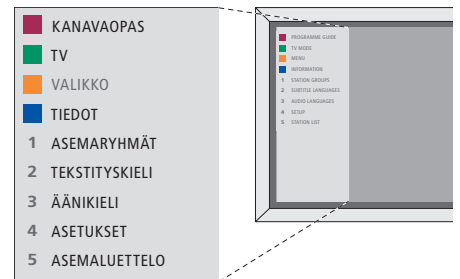 KANAVAOPAS
TV
VALIKKO
TIEDOT
1 ASEMARYHMÄT
2 TEKSTITYSKIELI
3 ÄÄNIKIELI
4 ASETUKSET
5 ASEMALUETTELO
PROGRAMME GUIDE
TV MODE
MENU
INFORMATION
1 STATION GROUPS
2 SUBTITLE LANGUAGES
3 AUDIO LANGUAGES
4 SETUP
5 STATION LIST